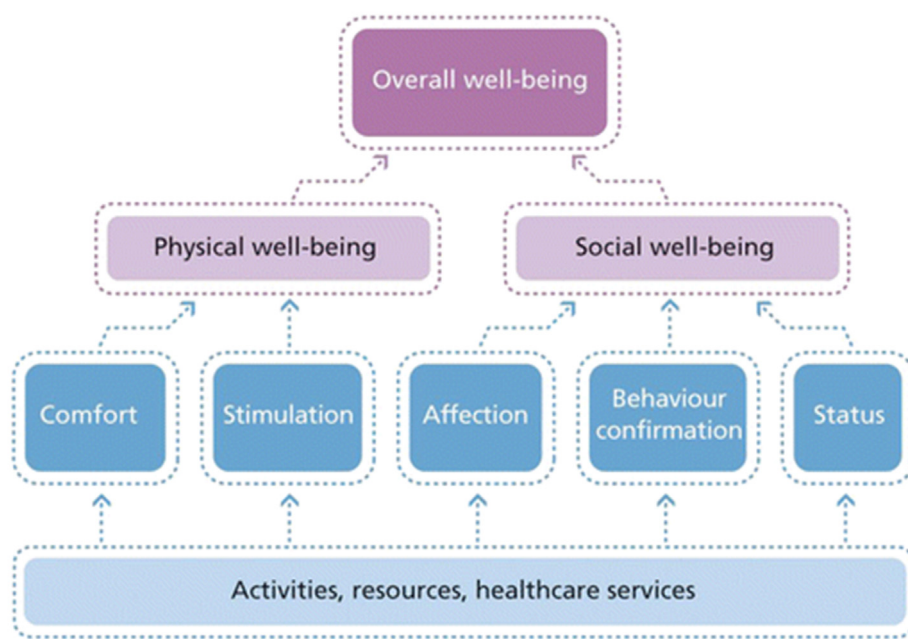 Overall well-being
Physical well-being
Social well-being
Comfort
Stimulation
Affection
Behaviour
confirmation
Status
Activities, resources, healthcare services